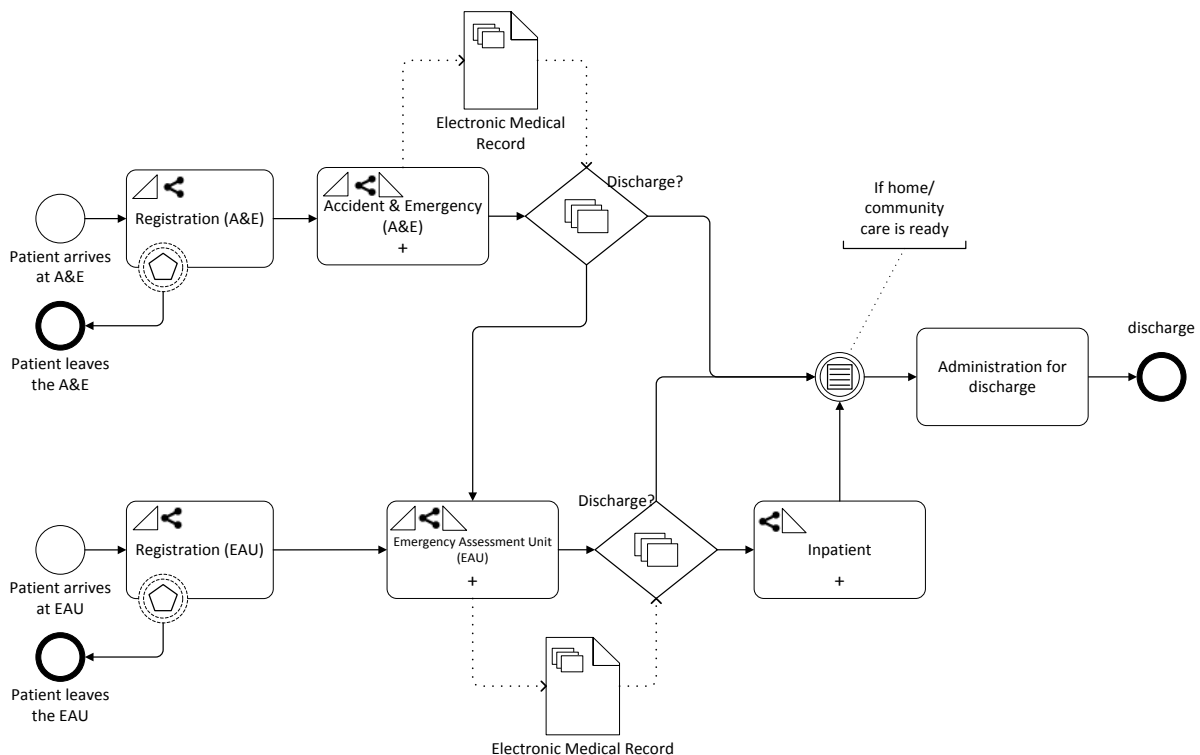 Electronic Medical
Record
Discharge?
If home/
community
care is ready
Registration (A&E)
Accident & Emergency
(A&E)
+
Patient arrives
at A&E
Patient leaves
the A&E
discharge
Administration for
discharge
Discharge?
Registration (EAU)
Emergency Assessment Unit
(EAU)
+
Inpatient
+
Patient arrives
at EAU
Patient leaves
the EAU
Electronic Medical Record